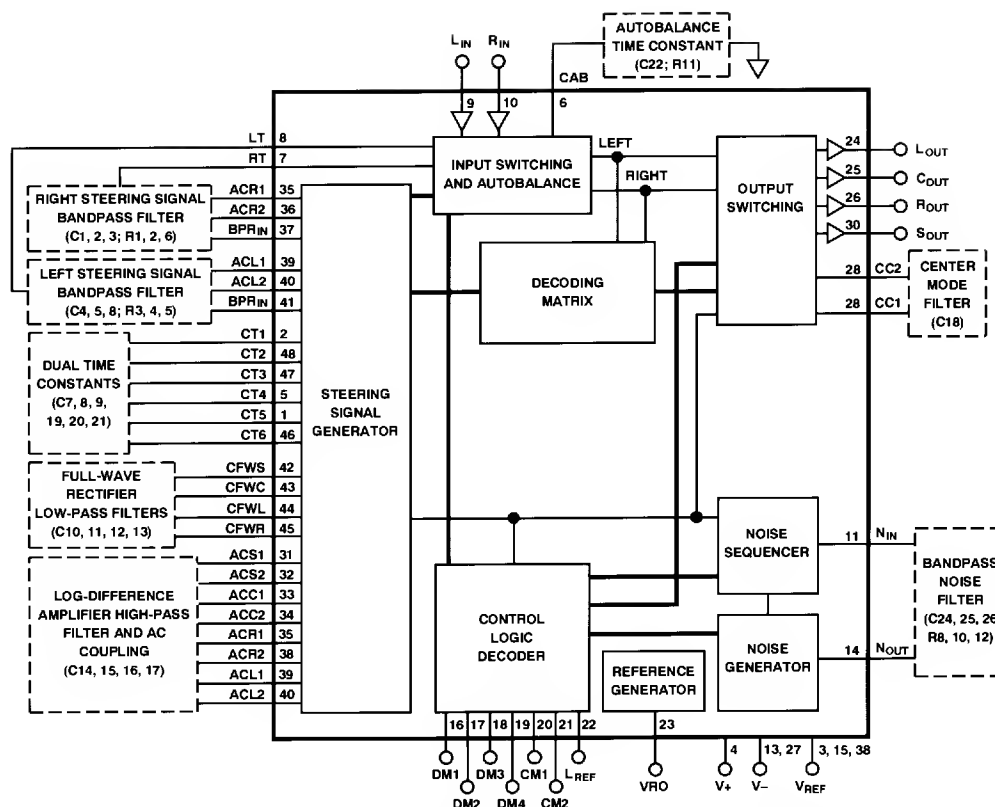 AUTOBALANCE
TIME CONSTANT
(C22; R11)
LIN
RIN
CAB
9
10
6
LT
8
RT
7
RIGHT STEERING SIGNAL
BANDPASS FILTER
(C1, 2, 3; R1, 2, 6)
ACR1
35
ACR2
36
BPRIN
37
LEFT STEERING SIGNAL
BANDPASS FILTER
(C4, 5, 8; R3, 4, 5)
ACL1
39
ACL2
40
BPRIN
41
DUAL TIME
CONSTANTS
(C7, 8, 9,
19, 20, 21)
CT1
2
CT2
48
CT3
47
CT4
5
CT5
1
CT6
46
FULL-WAVE
RECTIFIER
LOW-PASS FILTERS
(C10, 11, 12, 13)
CFWS
42
CFWC
43
CFWL
44
CFWR
45
LOG-DIFFERENCE
AMPLIFIER HIGH-PASS
FILTER AND AC
COUPLING
(C14, 15, 16, 17)
ACS1
31
ACS2
32
ACC1
33
ACC2
34
ACR1
35
ACR2
38
ACL1
39
ACL2
40
STEERING
SIGNAL
GENERATOR
INPUT SWITCHING
AND AUTOBALANCE
LEFT
RIGHT
DECODING
MATRIX
OUTPUT
SWITCHING
24
LOUT
25
COUT
26
ROUT
30
SOUT
28
CC2
28
CC1
CENTER
MODE
FILTER
(C18)
CONTROL
LOGIC
DECODER
NOISE
SEQUENCER
NOISE
GENERATOR
REFERENCE
GENERATOR
11
NIN
14
NOUT
BANDPASS
NOISE
FILTER
(C24, 25, 26
R8, 10, 12)
16
17
18
19
20
21
22
23
4
13, 27
3, 15, 38
DM1
DM2
DM3
DM4
CM1
CM2
LREF
VRO
V+
V–
VREF